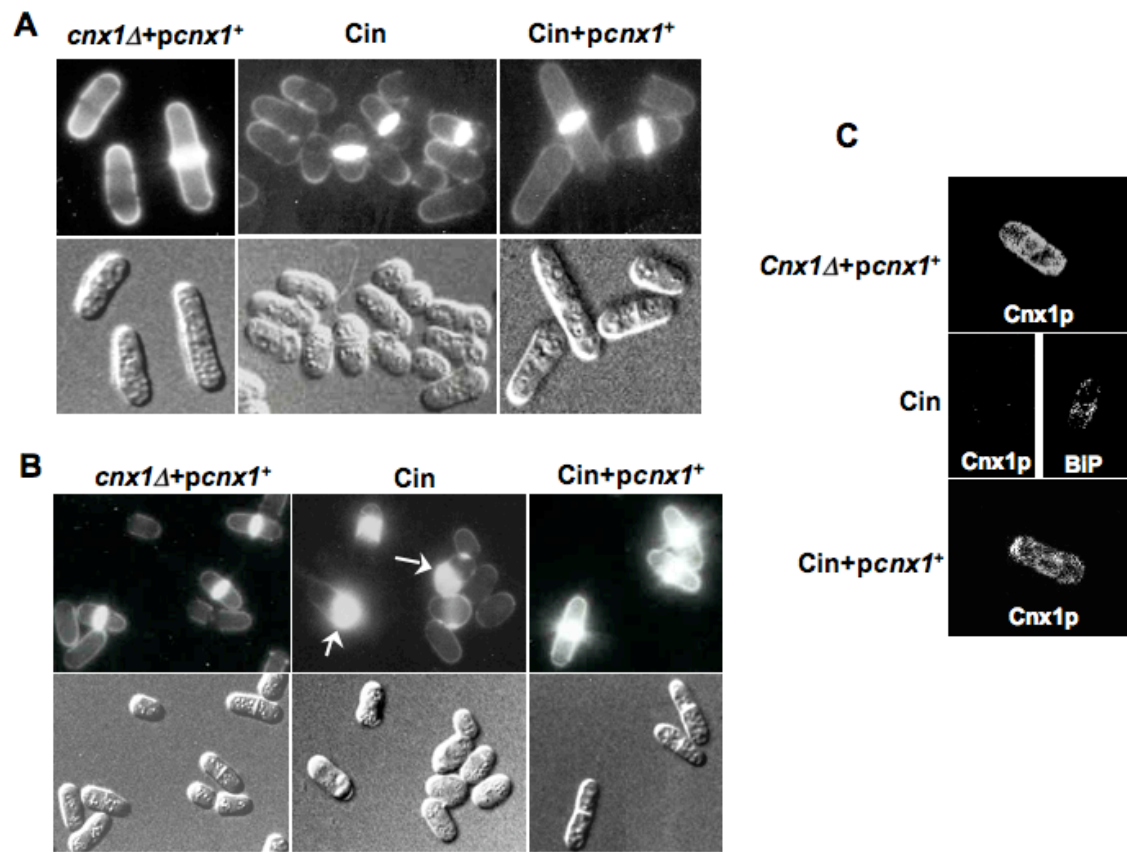 A
cnx1Δ+pcnx1+ Cin Cin+pcnx1+
B
cnx1Δ+pcnx1+ Cin Cin+pcnx1+
C
Cnx1Δ+pcnx1+
Cnx1p
Cin
Cnx1p BiP
Cin+pcnx1+
Cnx1p